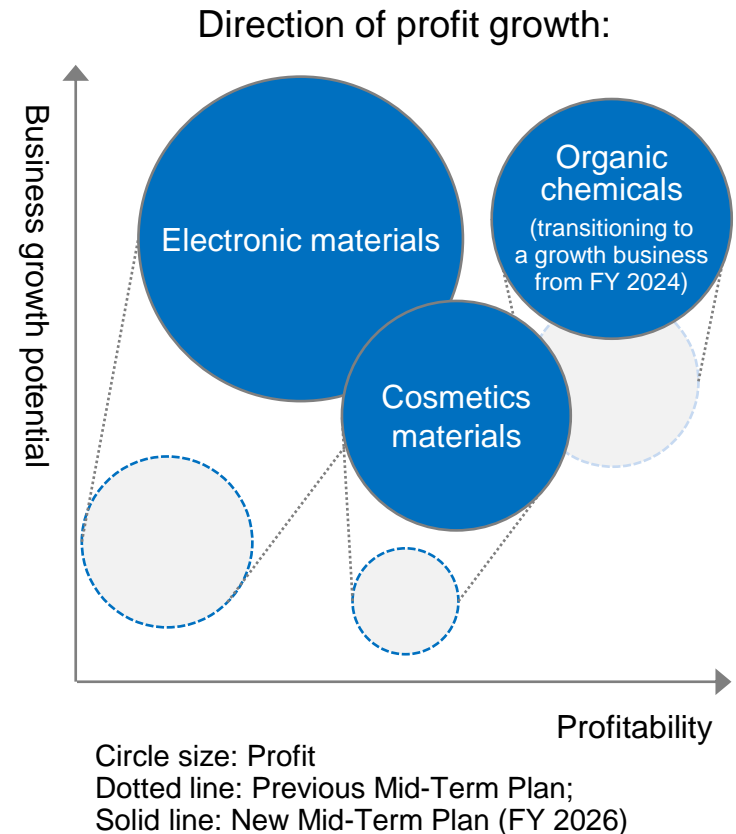 Direction of profit growth:
Business growth potential
Electronic materials
Organic
chemicals
(transitioning to
a growth business
from FY 2024)
Cosmetics
materials
Profitability
Circle size: Profit
Dotted line: Previous Mid-Term Plan;
Solid line: New Mid-Term Plan (FY 2026)